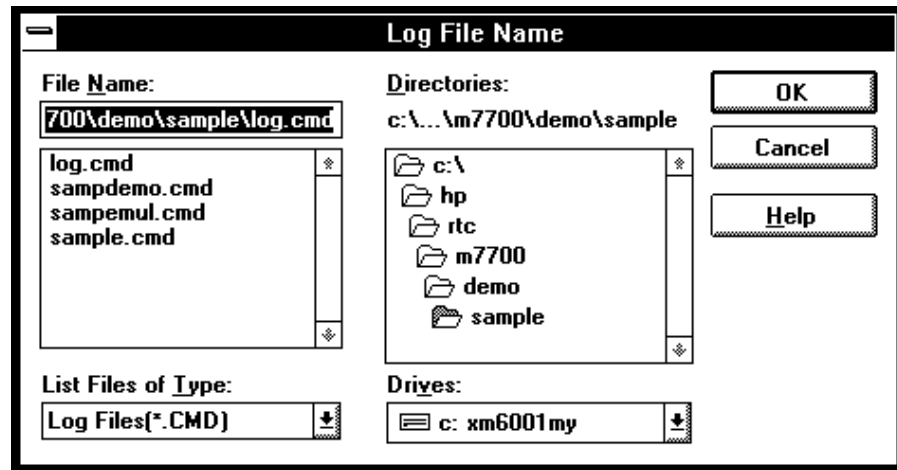 Log File Name
File Name:
700\demo\sample\log.cmd
log.cmd
sampdemo.cmd
sampemul.cmd
sample.cmd
List Files of Type:
Log Files(*.CMD)
Directories:
c:\...\m7700\demo\sample
c:\
hp
rtc
m7700
demo
sample
Drives:
c: xm6001my
OK
Cancel
Help